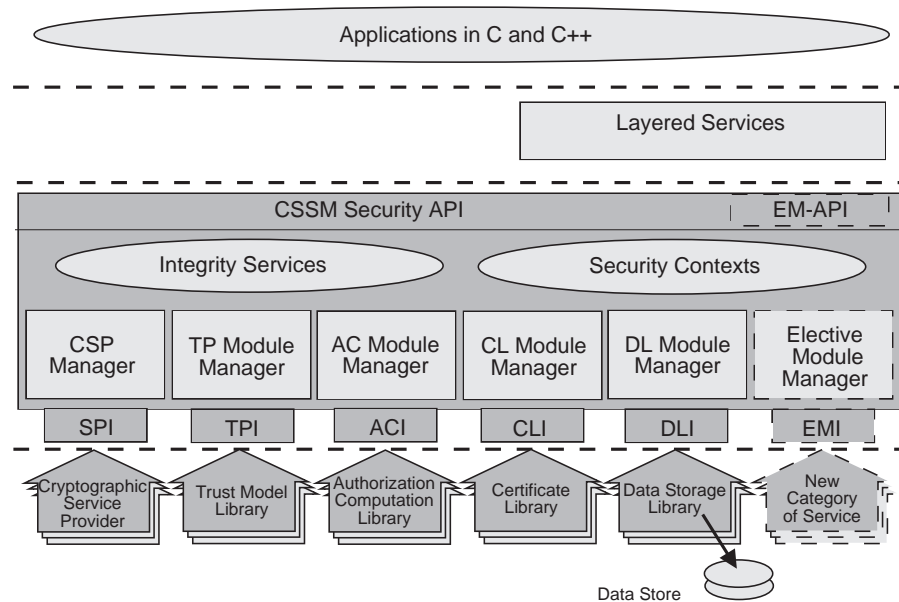 Applications in C and C++
Layered Services
CSSM Security API
EM-API
Integrity Services
Security Contexts
CSP
Manager
TP Module
Manager
AC Module
Manager
CL Module
Manager
DL Module
Manager
Elective
Module
Manager
SPI
TPI
ACI
CLI
DLI
EMI
Cryptographic
Service
Provider
Trust Model
Library
Authorization
Computation
Library
Certificate
Library
Data Storage
Library
New
Category
of Service
Data Store